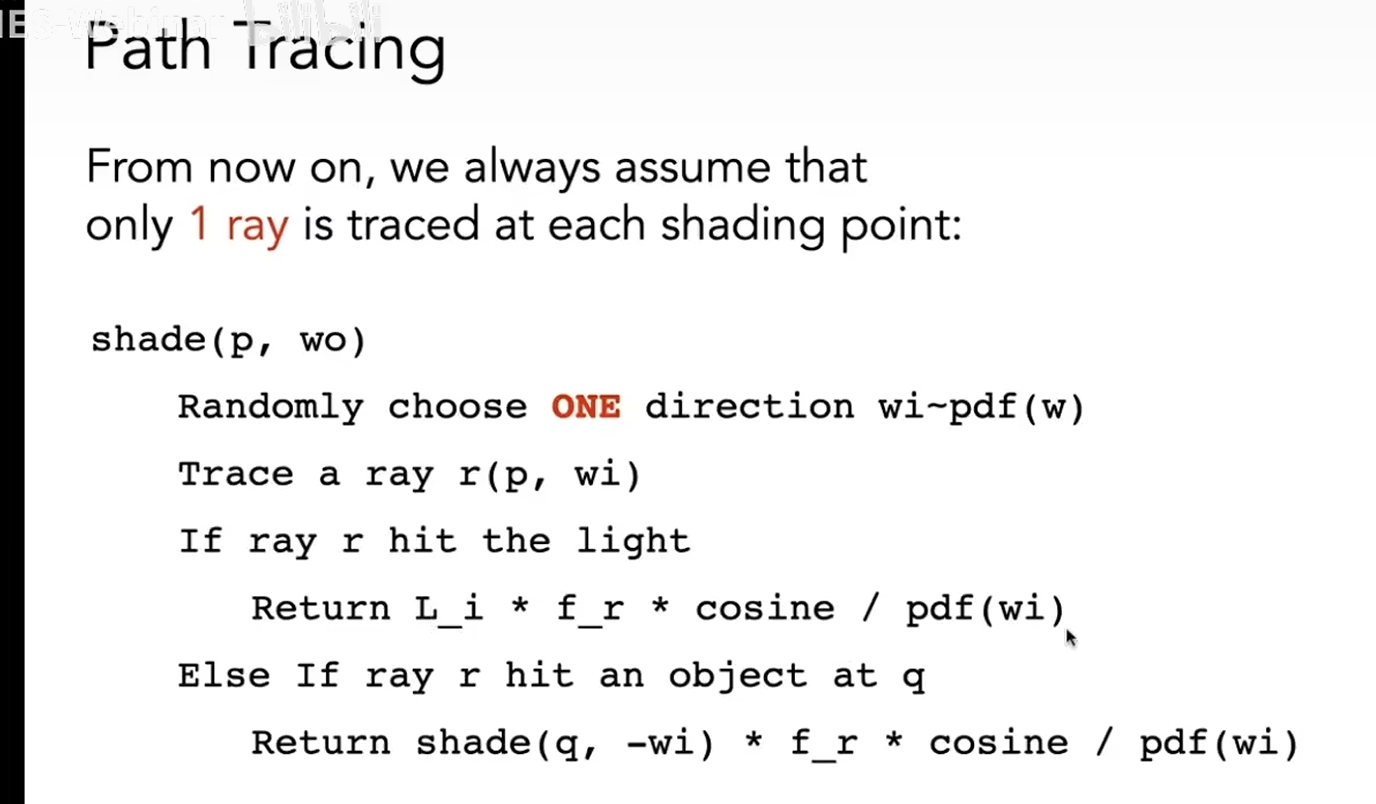 Path Tracing
From now on, we always assume that
only 1 ray is traced at each shading point:
shade(p, wo)
Randomly choose ONE direction wi~pdf(w)
Trace a ray r(p, wi)
If ray r hit the light
Return L_i * f_r * cosine / pdf(wi)
Else If ray r hit an object at q
Return shade(q, -wi) * f_r * cosine / pdf(wi)